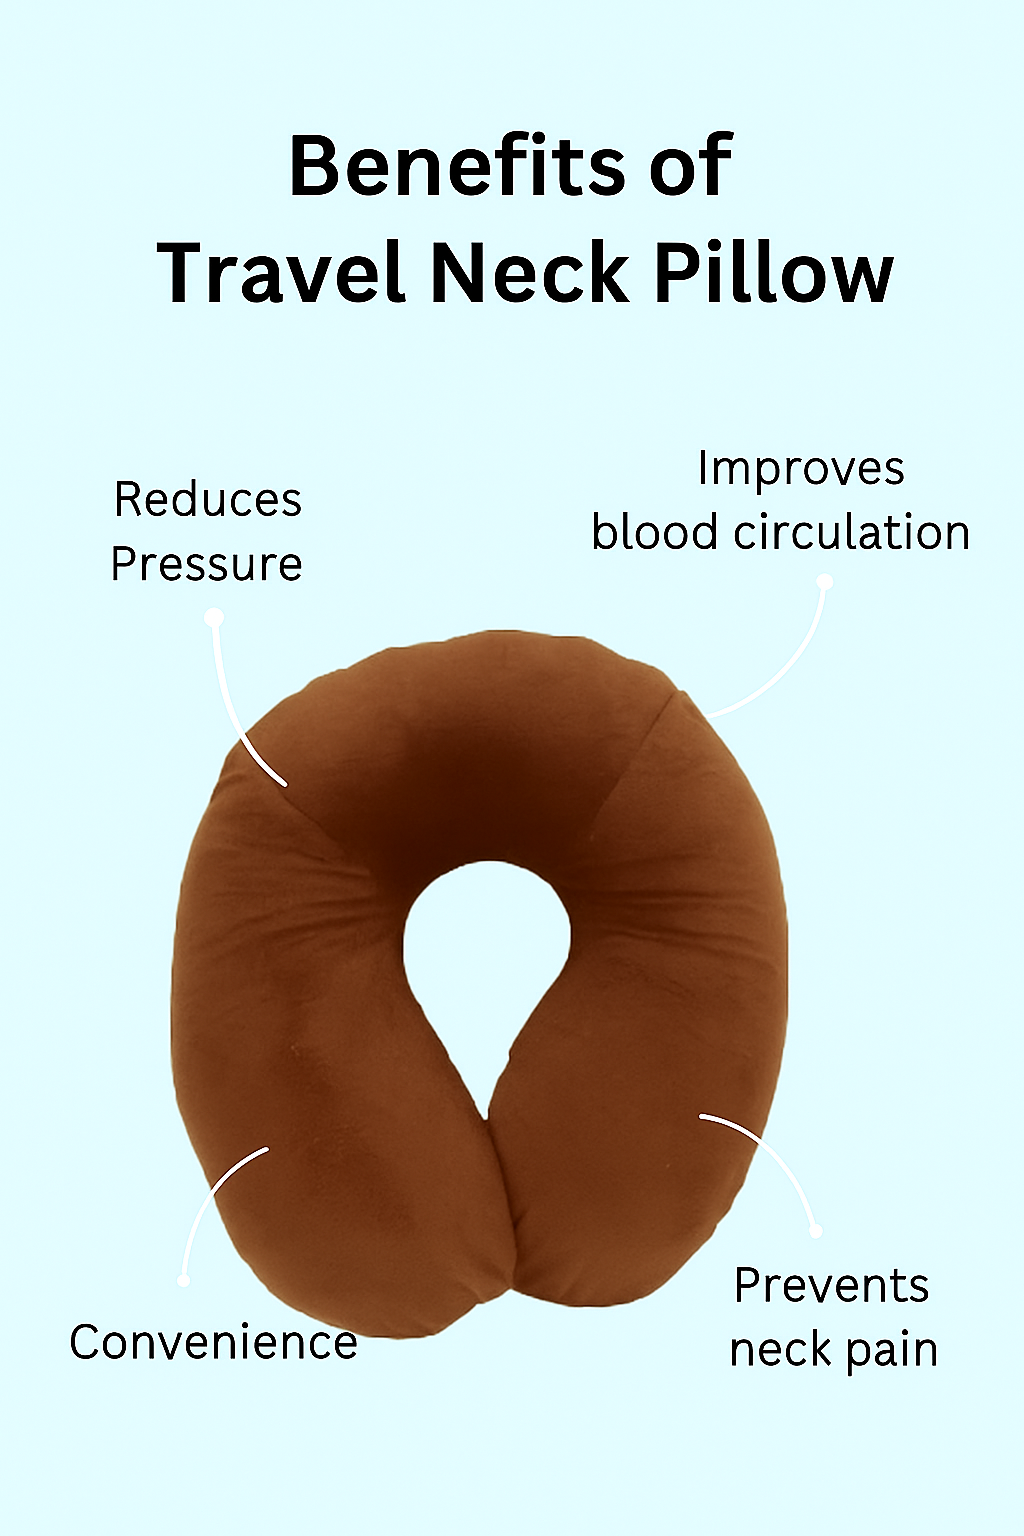 Benefits of
Travel Neck Pillow
Reduces
Pressure
Improves
blood circulation
Convenience
Prevents
neck pain